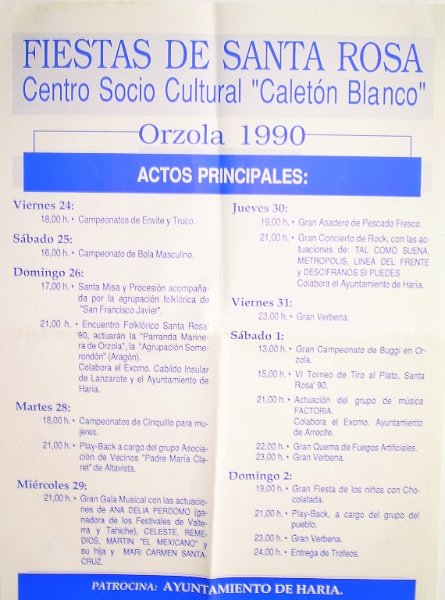 FIESTAS DE SANTA ROSA
Centro Socio Cultural "Caletón Blanco"
Orzola 1990
ACTOS PRINCIPALES:
Viernes 24:
18,00 h. • Campeonatos de Envite y Truco.
Sábado 25:
16,00 h. • Campeonato de Bola Masculino.
Domingo 26:
17,00 h. • Santa Misa y Procesión acompaña-
da por la agrupación folklórica de
"San Francisco Javier".
21,00 h. • Encuentro Folklórico Santa Rosa'
90, actuarán la "Parranda Marine-
ra de Orzola", la "Agrupación Some-
rondón" (Aragón).
Colabora el Excmo. Cabildo Insular
de Lanzarote y el Ayuntamiento de
Haría.
Martes 28:
18,00 h. • Campeonatos de Cinquillo para mu-
jeres.
21,00 h. • Play-Back a cargo del grupo Asocia-
ción de Vecinos "Padre María Cla-
ret" de Altavista.
Miércoles 29:
21,00 h. • Gran Gala Musical con las actuacio-
nes de ANA DELIA PERDOMO (ga-
nadora de los Festivales de Valte-
rra y Tahiche), CELESTE, REME-
DIOS, MARTIN "EL MEXICANO" y
su hija y MARI CARMEN SANTA-
CRUZ.
Jueves 30:
19,00 h. • Gran Asadero de Pescado Fresco.
21,00 h. • Gran Concierto de Rock, con las ac-
tuaciones de: TAL COMO SUENA,
METROPOLIS, LINEA DEL FRENTE
y DESCIFRANOS SI PUEDES.
Colabora el Ayuntamiento de Haría.
Viernes 31:
23,00 h. • Gran Verbena.
Sábado 1:
13,00 h. • Gran Campeonato de Buggi en Or-
zola.
15,00 h. • VI Torneo de Tiro al Plato, Santa
Rosa' 90.
21,00 h. • Actuación del grupo de música
FACTORIA.
Colabora el Excmo. Ayuntamiento
de Arrecife.
22,00 h. • Gran Quema de Fuegos Artificiales.
23,00 h. • Gran Verbena.
Domingo 2:
19,00 h. • Gran Fiesta de los niños con Cho-
colatada.
21,00 h. • Play-Back, a cargo del grupo del
pueblo.
23,00 h. • Gran Verbena.
24,00 h. • Entrega de Trofeos.
PATROCINA: AYUNTAMIENTO DE HARIA.